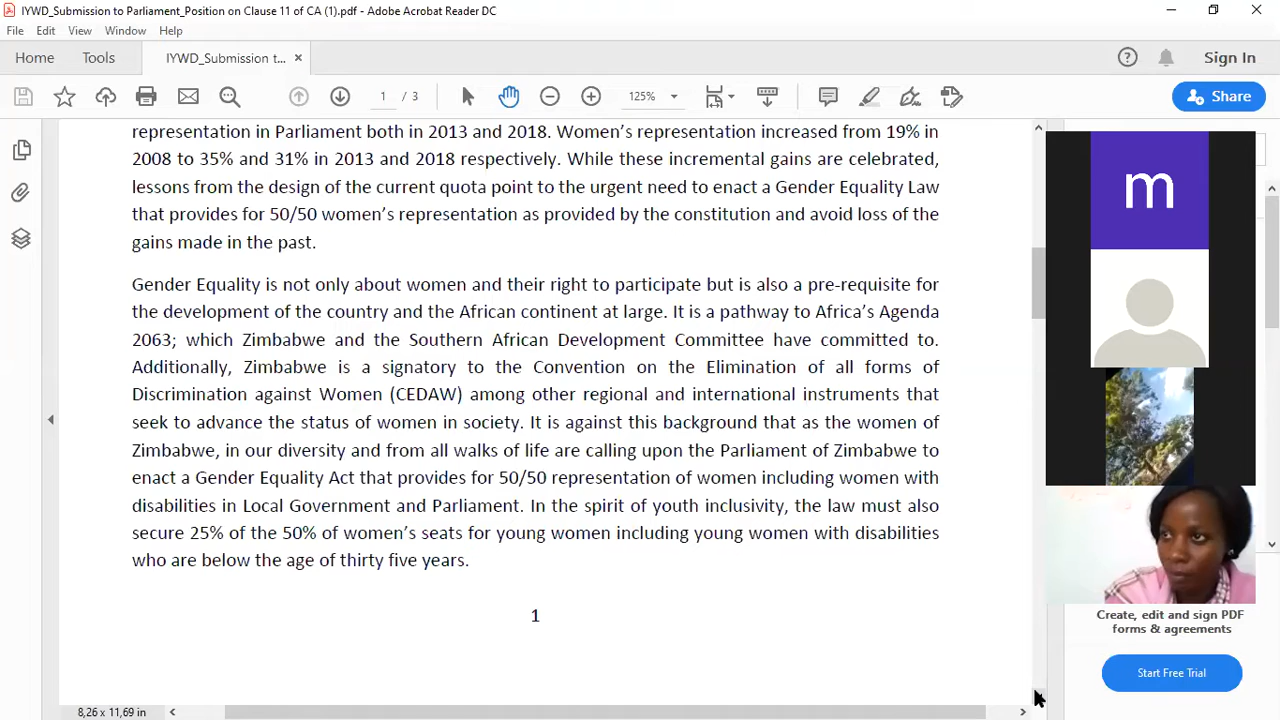 IYWD_Submission to Parliament_Position on Clause 11 of CA (1).pdf - Adobe Acrobat Reader DC
File Edit View Window Help
Home Tools IYWD_Submission t... × Sign In
1 / 3 125% Share
representation in Parliament both in 2013 and 2018. Women’s representation increased from 19% in
2008 to 35% and 31% in 2013 and 2018 respectively. While these incremental gains are celebrated,
lessons from the design of the current quota point to the urgent need to enact a Gender Equality Law
that provides for 50/50 women’s representation as provided by the constitution and avoid loss of the
gains made in the past.
Gender Equality is not only about women and their right to participate but is also a pre-requisite for
the development of the country and the African continent at large. It is a pathway to Africa’s Agenda
2063; which Zimbabwe and the Southern African Development Committee have committed to.
Additionally, Zimbabwe is a signatory to the Convention on the Elimination of all forms of
Discrimination against Women (CEDAW) among other regional and international instruments that
seek to advance the status of women in society. It is against this background that as the women of
Zimbabwe, in our diversity and from all walks of life are calling upon the Parliament of Zimbabwe to
enact a Gender Equality Act that provides for 50/50 representation of women including women with
disabilities in Local Government and Parliament. In the spirit of youth inclusivity, the law must also
secure 25% of the 50% of women’s seats for young women including young women with disabilities
who are below the age of thirty five years.
1
8,26 x 11,69 in
m
Create, edit and sign PDF
forms & agreements
Start Free Trial